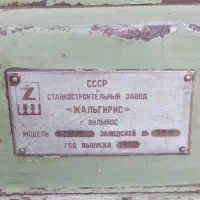 СССР
СТАНКОСТРОИТЕЛЬНЫЙ ЗАВОД
«ЖАЛЬГИРИС»
г. ВИЛЬНЮС
МОДЕЛЬ ЗАВОДСКОЙ №
ГОД ВЫПУСКА